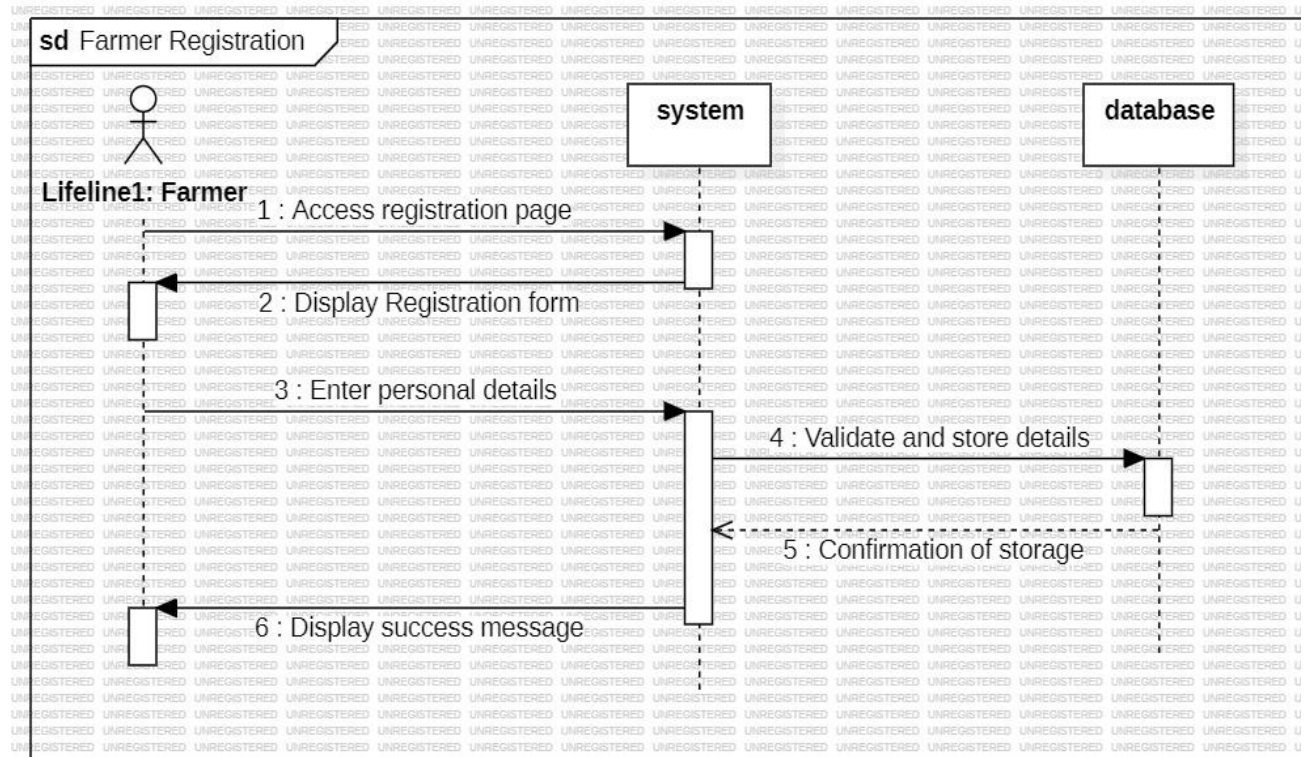 sd Farmer Registration
system
database
Lifeline1: Farmer
1 : Access registration page
2 : Display Registration form
3 : Enter personal details
4 : Validate and store details
5 : Confirmation of storage
6 : Display success message
UNREGISTERED